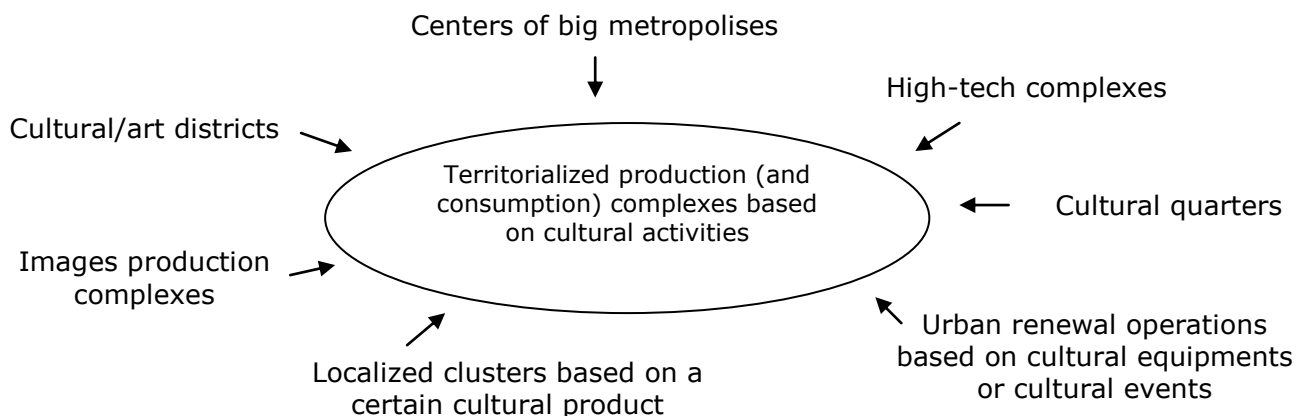 Centers of big metropolises
High-tech complexes
Cultural/art districts
Territorialized production (and
consumption) complexes based
on cultural activities
Cultural quarters
Images production
complexes
Urban renewal operations
based on cultural equipments
or cultural events
Localized clusters based on a
certain cultural product